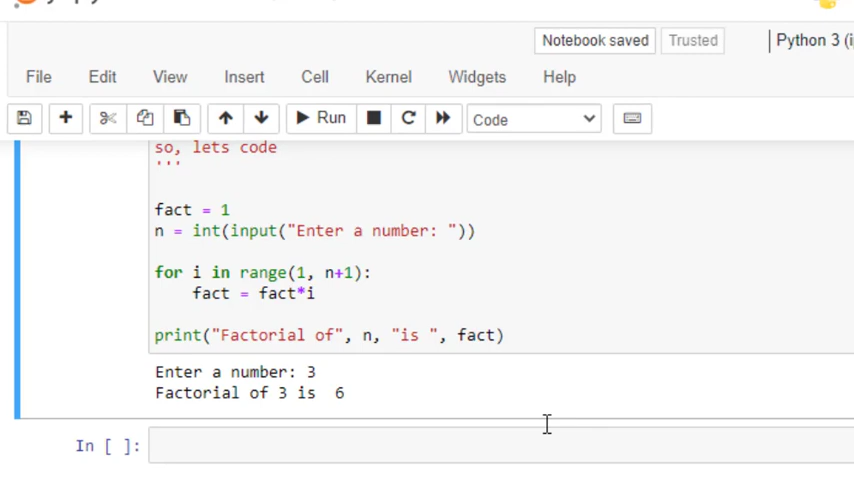 Notebook saved
Trusted
Python 3 (i
File Edit View Insert Cell Kernel Widgets Help
Run
Code
so, lets code
'''
fact = 1
n = int(input("Enter a number: "))
for i in range(1, n+1):
fact = fact*i
print("Factorial of", n, "is ", fact)
Enter a number: 3
Factorial of 3 is  6
In [ ]: